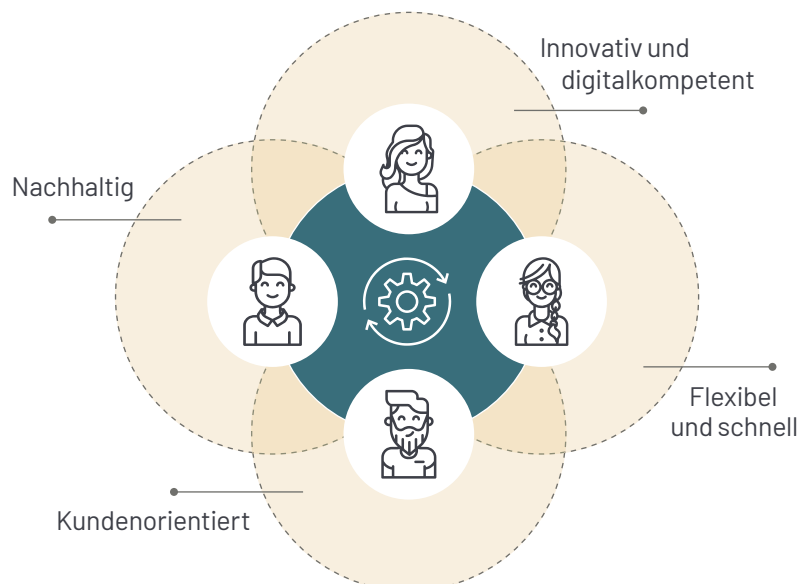 Innovativ und
digitalkompetent
Nachhaltig
Flexibel
und schnell
Kundenorientiert